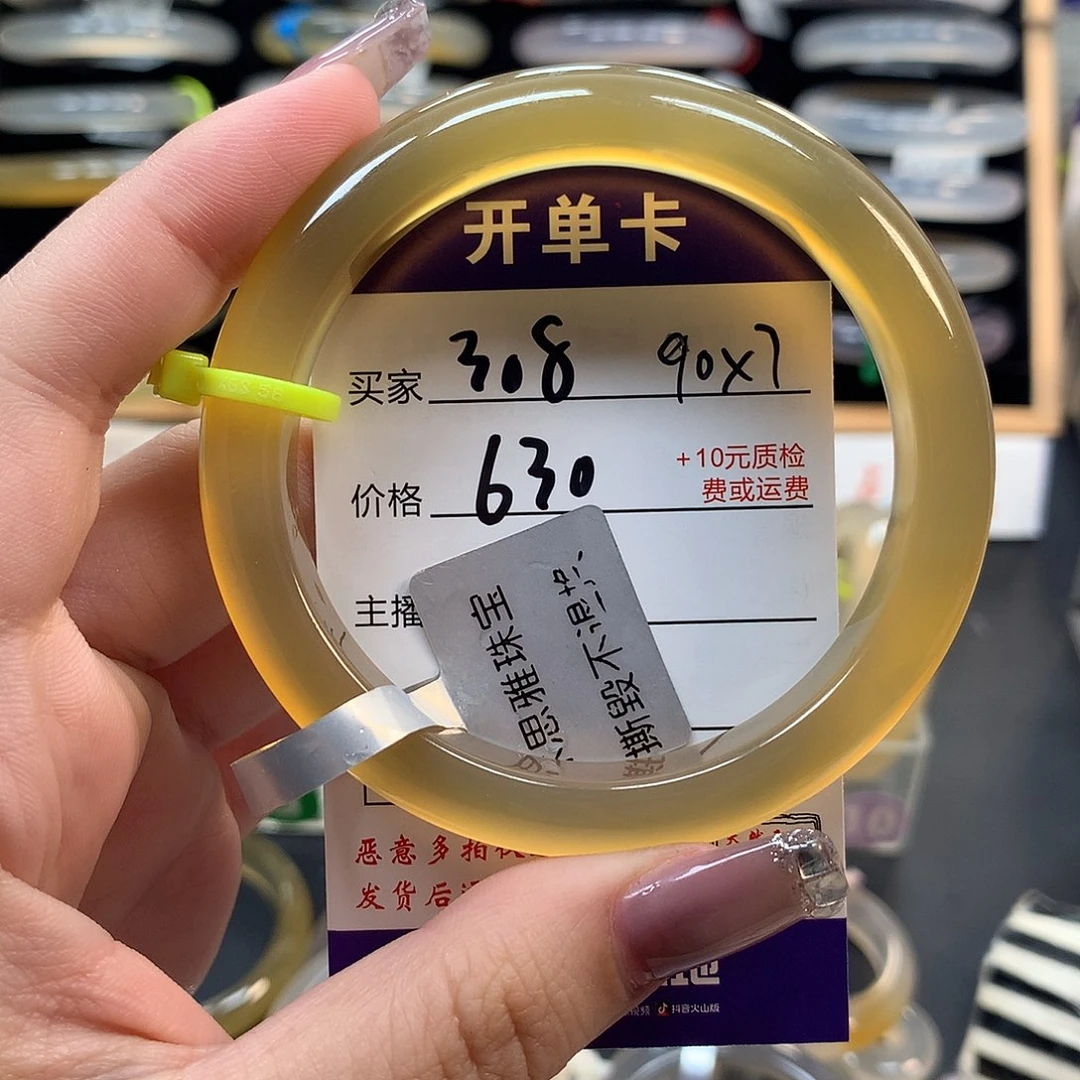 开单卡
买家 308 90x7
价格 630
+10元质检
费或运费
主播
思雅珠宝
撕毁不退换
恶意多拍
发货后
抖音火山版